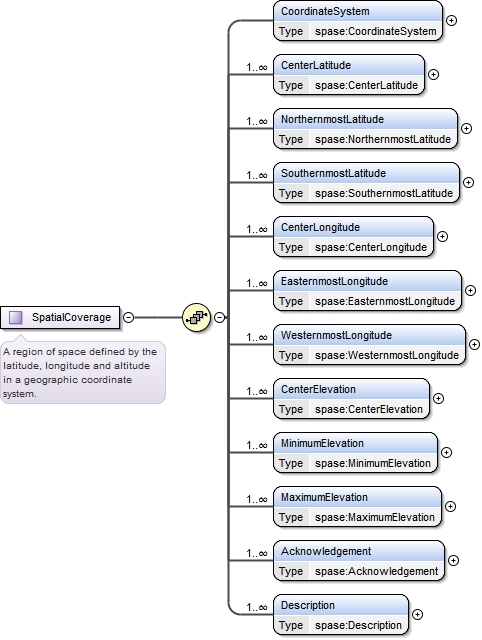 CoordinateSystem
Type spase:CoordinateSystem
1..∞
CenterLatitude
Type spase:CenterLatitude
1..∞
NorthernmostLatitude
Type spase:NorthernmostLatitude
1..∞
SouthernmostLatitude
Type spase:SouthernmostLatitude
1..∞
CenterLongitude
Type spase:CenterLongitude
1..∞
EasternmostLongitude
Type spase:EasternmostLongitude
SpatialCoverage
A region of space defined by the
latitude, longitude and altitude
in a geographic coordinate
system.
1..∞
WesternmostLongitude
Type spase:WesternmostLongitude
1..∞
CenterElevation
Type spase:CenterElevation
1..∞
MinimumElevation
Type spase:MinimumElevation
1..∞
MaximumElevation
Type spase:MaximumElevation
1..∞
Acknowledgement
Type spase:Acknowledgement
1..∞
Description
Type spase:Description